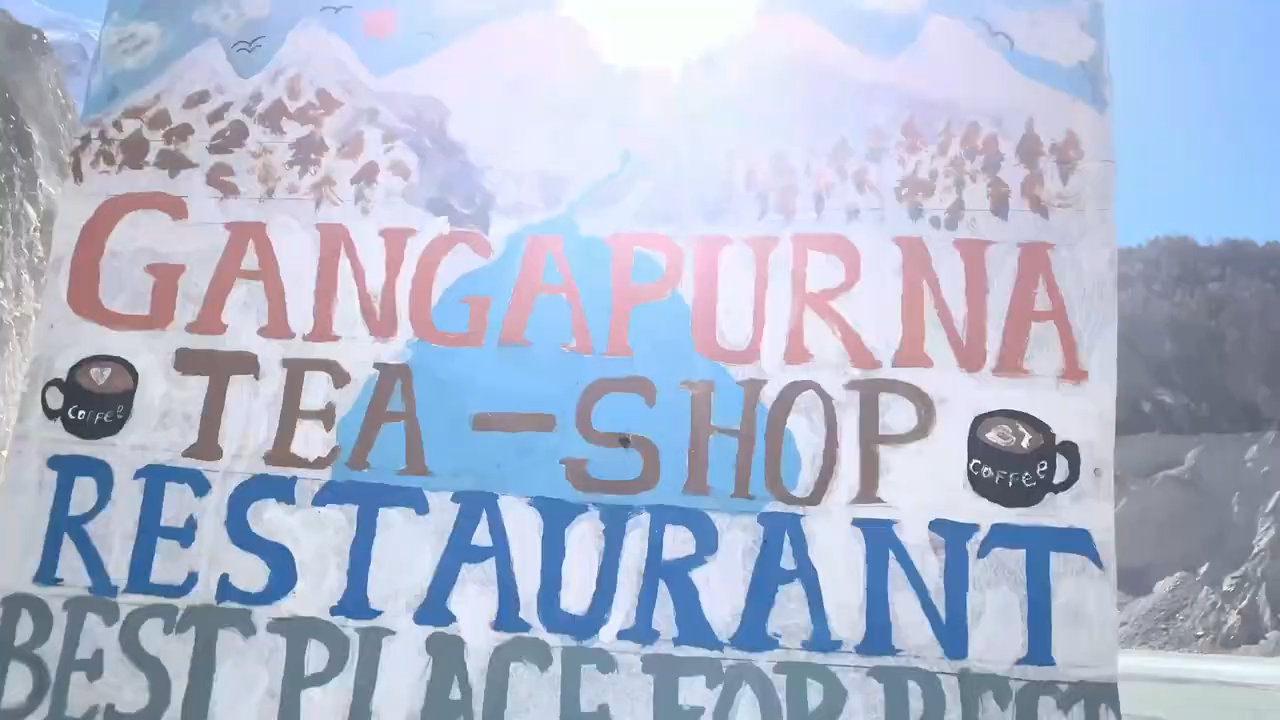 GANGAPURNA
TEA-SHOP
COFFEE
COFFEE
RESTAURANT
BEST PLACE FOR REST